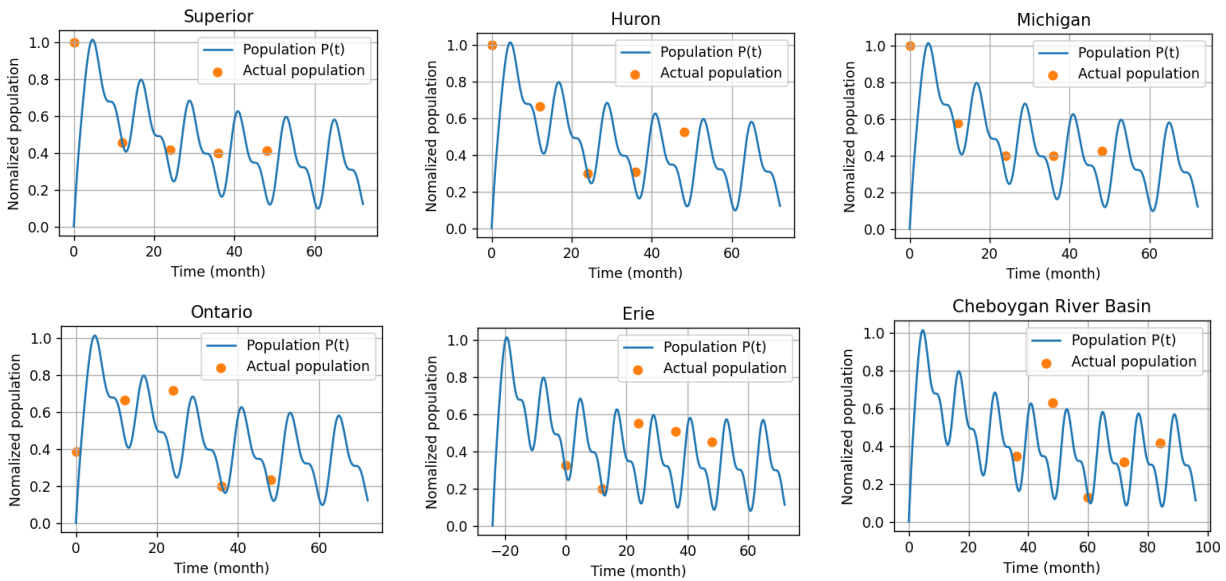 Superior
Nomalized population
1.0
0.8
0.6
0.4
0.2
0.0
Population P(t)
Actual population
0 20 40 60
Time (month)
Huron
Nomalized population
1.0
0.8
0.6
0.4
0.2
0.0
Population P(t)
Actual population
0 20 40 60
Time (month)
Michigan
Nomalized population
1.0
0.8
0.6
0.4
0.2
0.0
Population P(t)
Actual population
0 20 40 60
Time (month)
Ontario
Nomalized population
1.0
0.8
0.6
0.4
0.2
0.0
Population P(t)
Actual population
0 20 40 60
Time (month)
Erie
Nomalized population
1.0
0.8
0.6
0.4
0.2
0.0
Population P(t)
Actual population
−20 0 20 40 60
Time (month)
Cheboygan River Basin
Nomalized population
1.0
0.8
0.6
0.4
0.2
0.0
Population P(t)
Actual population
0 20 40 60 80 100
Time (month)